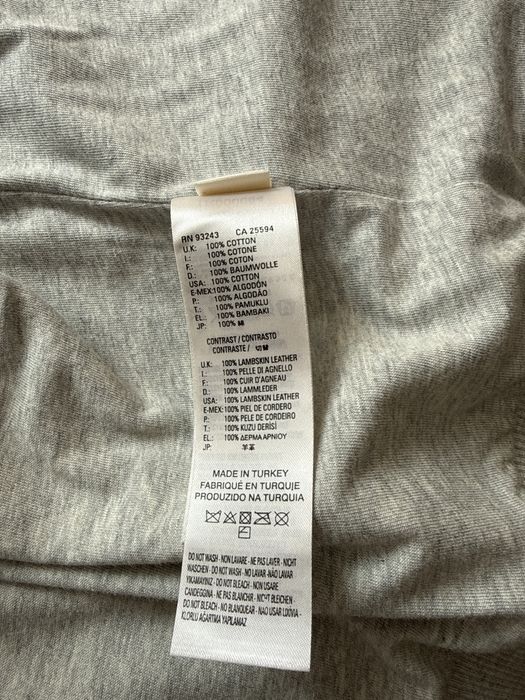 RN 93243 CA 25594
U.K: 100% COTTON
I.: 100% COTONE
F.: 100% COTON
D.: 100% BAUMWOLLE
USA: 100% COTTON
E-MEX:100% ALGODÓN
P.: 100% ALGODÃO
T.: 100% PAMUKLU
EL.: 100% BAMBAKI
JP: 100% 綿
CONTRAST / CONTRASTO
CONTRASTE / 切替
U.K: 100% LAMBSKIN LEATHER
I.: 100% PELLE DI AGNELLO
F.: 100% CUIR D'AGNEAU
D.: 100% LAMMLEDER
USA: 100% LAMBSKIN LEATHER
E-MEX:100% PIEL DE CORDERO
P.: 100% PELE DE CORDEIRO
T.: 100% KUZU DERİSİ
EL.: 100% ΔΕΡΜΑ ΑΡΝΙΟΥ
JP: 羊革
MADE IN TURKEY
FABRIQUÉ EN TURQUIE
PRODUZIDO NA TURQUIA
DO NOT WASH - NON LAVARE - NE PAS LAVER - NICHT
WASCHEN - DO NOT WASH - NO LAVAR -NÃO LAVAR
YIKAMAYINIZ - DO NOT BLEACH - NON USARE
CANDEGGINA - NE PAS BLANCHIR - NICHT BLEICHEN
DO NOT BLEACH - NO BLANQUEAR - NÃO USAR LIXIVIA -
KLORLU AĞARTMA YAPILAMAZ